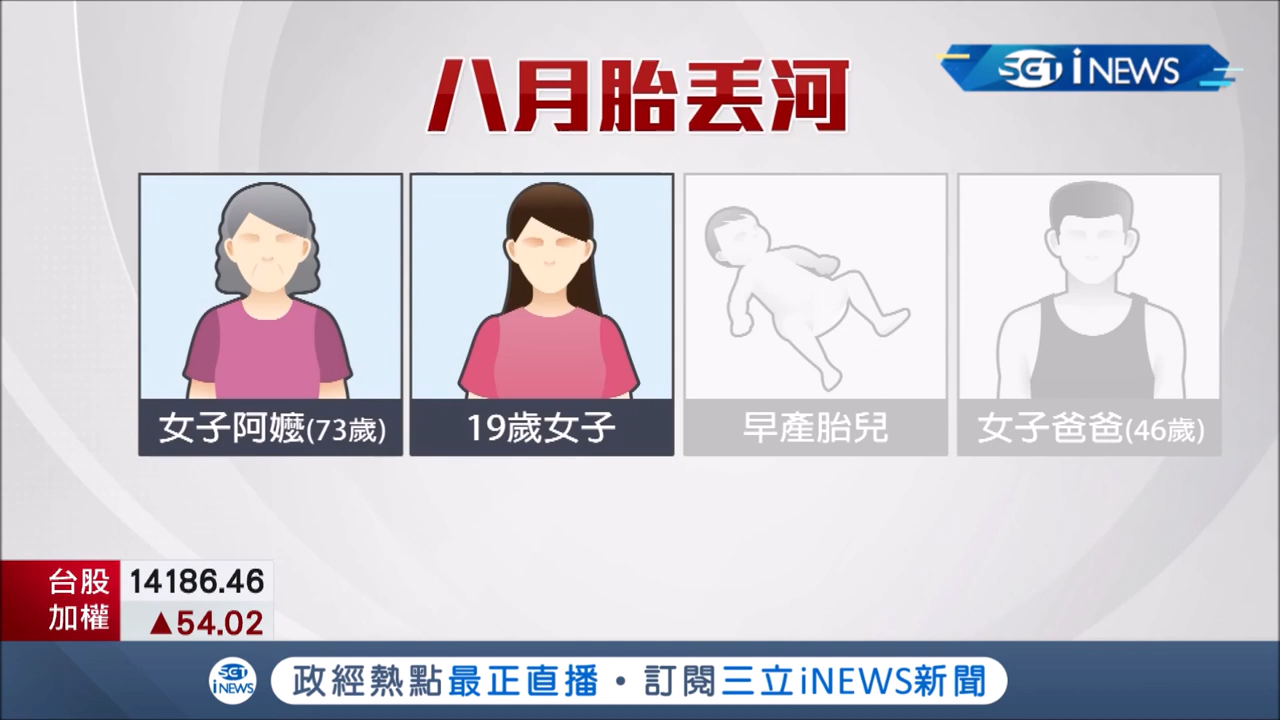 八月胎丟河
SET iNEWS
女子阿嬤(73歲)
19歲女子
早產胎兒
女子爸爸(46歲)
台股
加權
14186.46
▲54.02
SET
iNEWS
政經熱點最正直播・訂閱三立iNEWS新聞